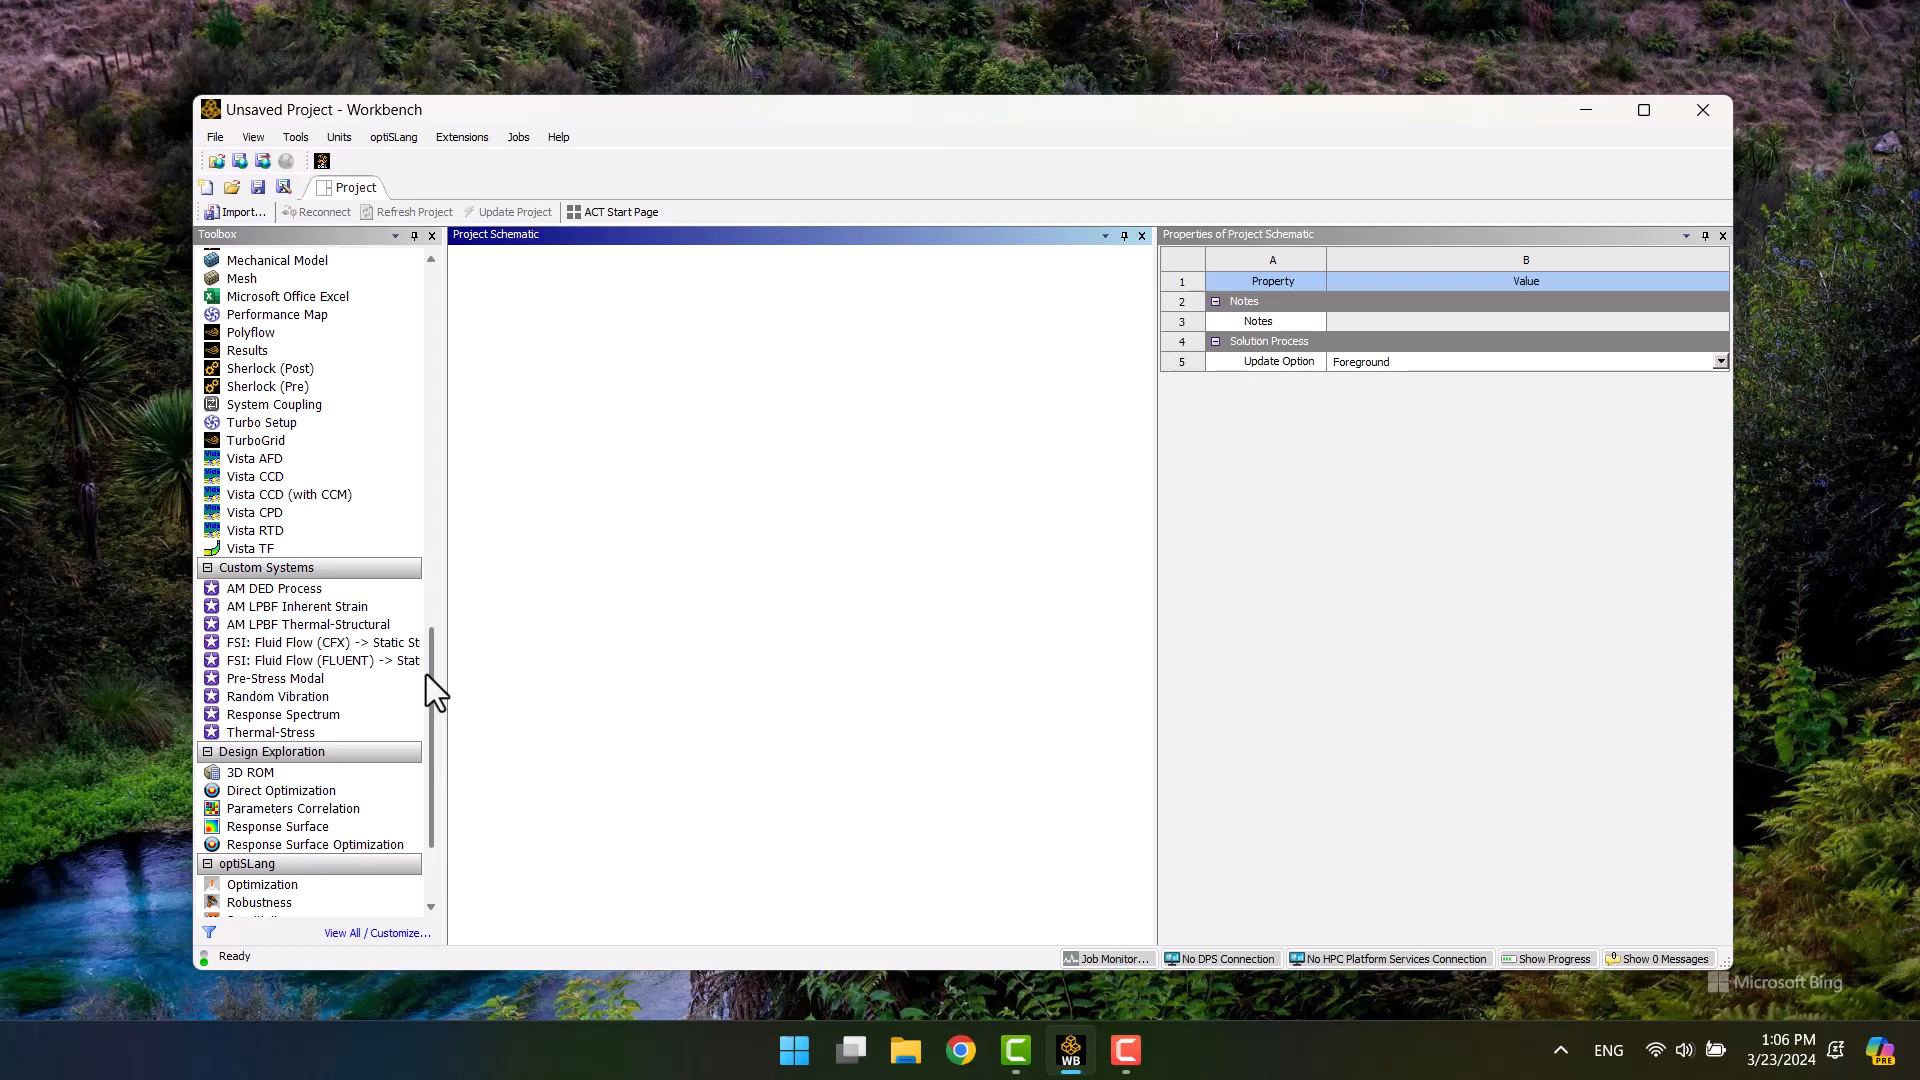 Unsaved Project - Workbench
File View Tools Units optiSLang Extensions Jobs Help
Project
Import... Reconnect Refresh Project Update Project ACT Start Page
Toolbox
Mechanical Model
Mesh
Microsoft Office Excel
Performance Map
Polyflow
Results
Sherlock (Post)
Sherlock (Pre)
System Coupling
Turbo Setup
TurboGrid
Vista AFD
Vista CCD
Vista CCD (with CCM)
Vista CPD
Vista RTD
Vista TF
Custom Systems
AM DED Process
AM LPBF Inherent Strain
AM LPBF Thermal-Structural
FSI: Fluid Flow (CFX) -> Static St
FSI: Fluid Flow (FLUENT) -> Stat
Pre-Stress Modal
Random Vibration
Response Spectrum
Thermal-Stress
Design Exploration
3D ROM
Direct Optimization
Parameters Correlation
Response Surface
Response Surface Optimization
optiSLang
Optimization
Robustness
View All / Customize...
Project Schematic
Properties of Project Schematic
A B
1 Property Value
2 Notes
3 Notes
4 Solution Process
5 Update Option Foreground
Ready
Job Monitor... No DPS Connection No HPC Platform Services Connection Show Progress Show 0 Messages
Microsoft Bing
WB
ENG
1:06 PM
3/23/2024
PRE